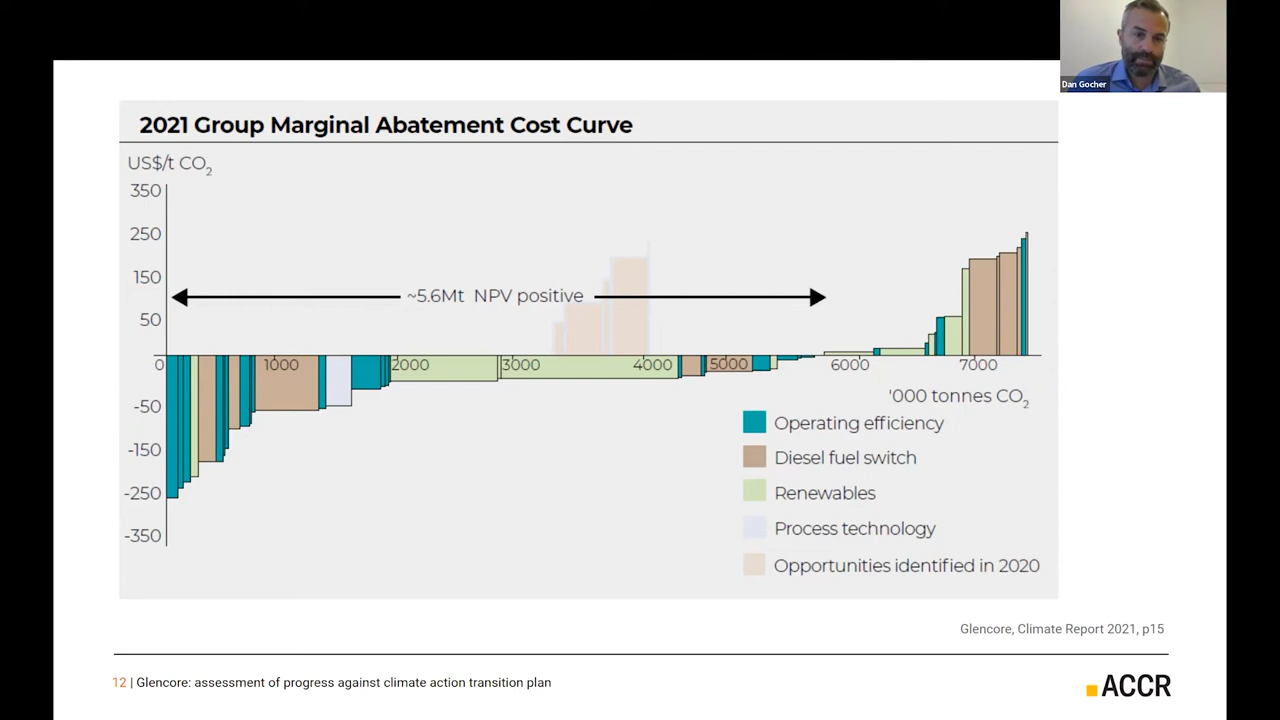 Dan Gocher
2021 Group Marginal Abatement Cost Curve
US$/t CO2
350
250
150
50
~5.6Mt NPV positive
0 1000 2000 3000 4000 5000 6000 7000
-50
-150
-250
-350
'000 tonnes CO2
Operating efficiency
Diesel fuel switch
Renewables
Process technology
Opportunities identified in 2020
Glencore, Climate Report 2021, p15
12 | Glencore: assessment of progress against climate action transition plan
ACCR